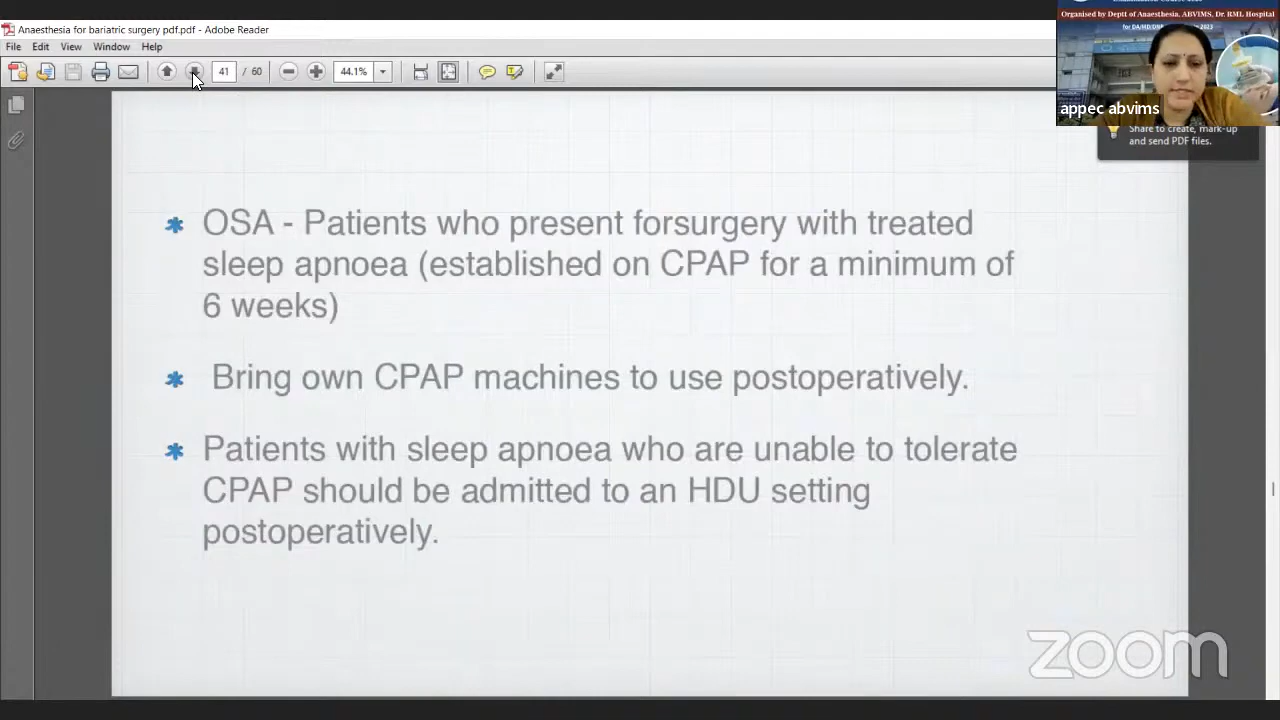 Anaesthesia for bariatric surgery pdf.pdf - Adobe Reader
File Edit View Window Help
41 / 60 44.1%
Organised by Deptt of Anaesthesia, ABVIMS, Dr. RML Hospital
appec abvims
Share to create, mark-up
and send PDF files.
OSA - Patients who present forsurgery with treated
sleep apnoea (established on CPAP for a minimum of
6 weeks)
Bring own CPAP machines to use postoperatively.
Patients with sleep apnoea who are unable to tolerate
CPAP should be admitted to an HDU setting
postoperatively.
zoom